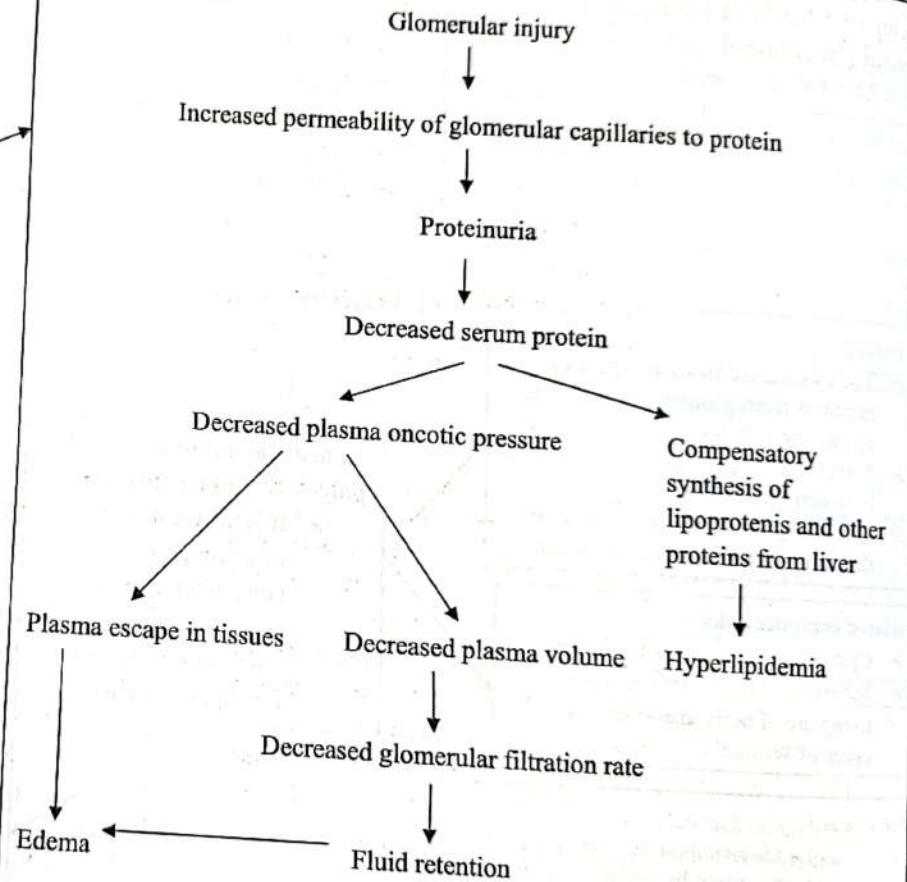 Glomerular injury
Increased permeability of glomerular capillaries to protein
Proteinuria
Decreased serum protein
Decreased plasma oncotic pressure
Compensatory
synthesis of
lipoprotenis and other
proteins from liver
Plasma escape in tissues
Decreased plasma volume
Hyperlipidemia
Decreased glomerular filtration rate
Edema
Fluid retention